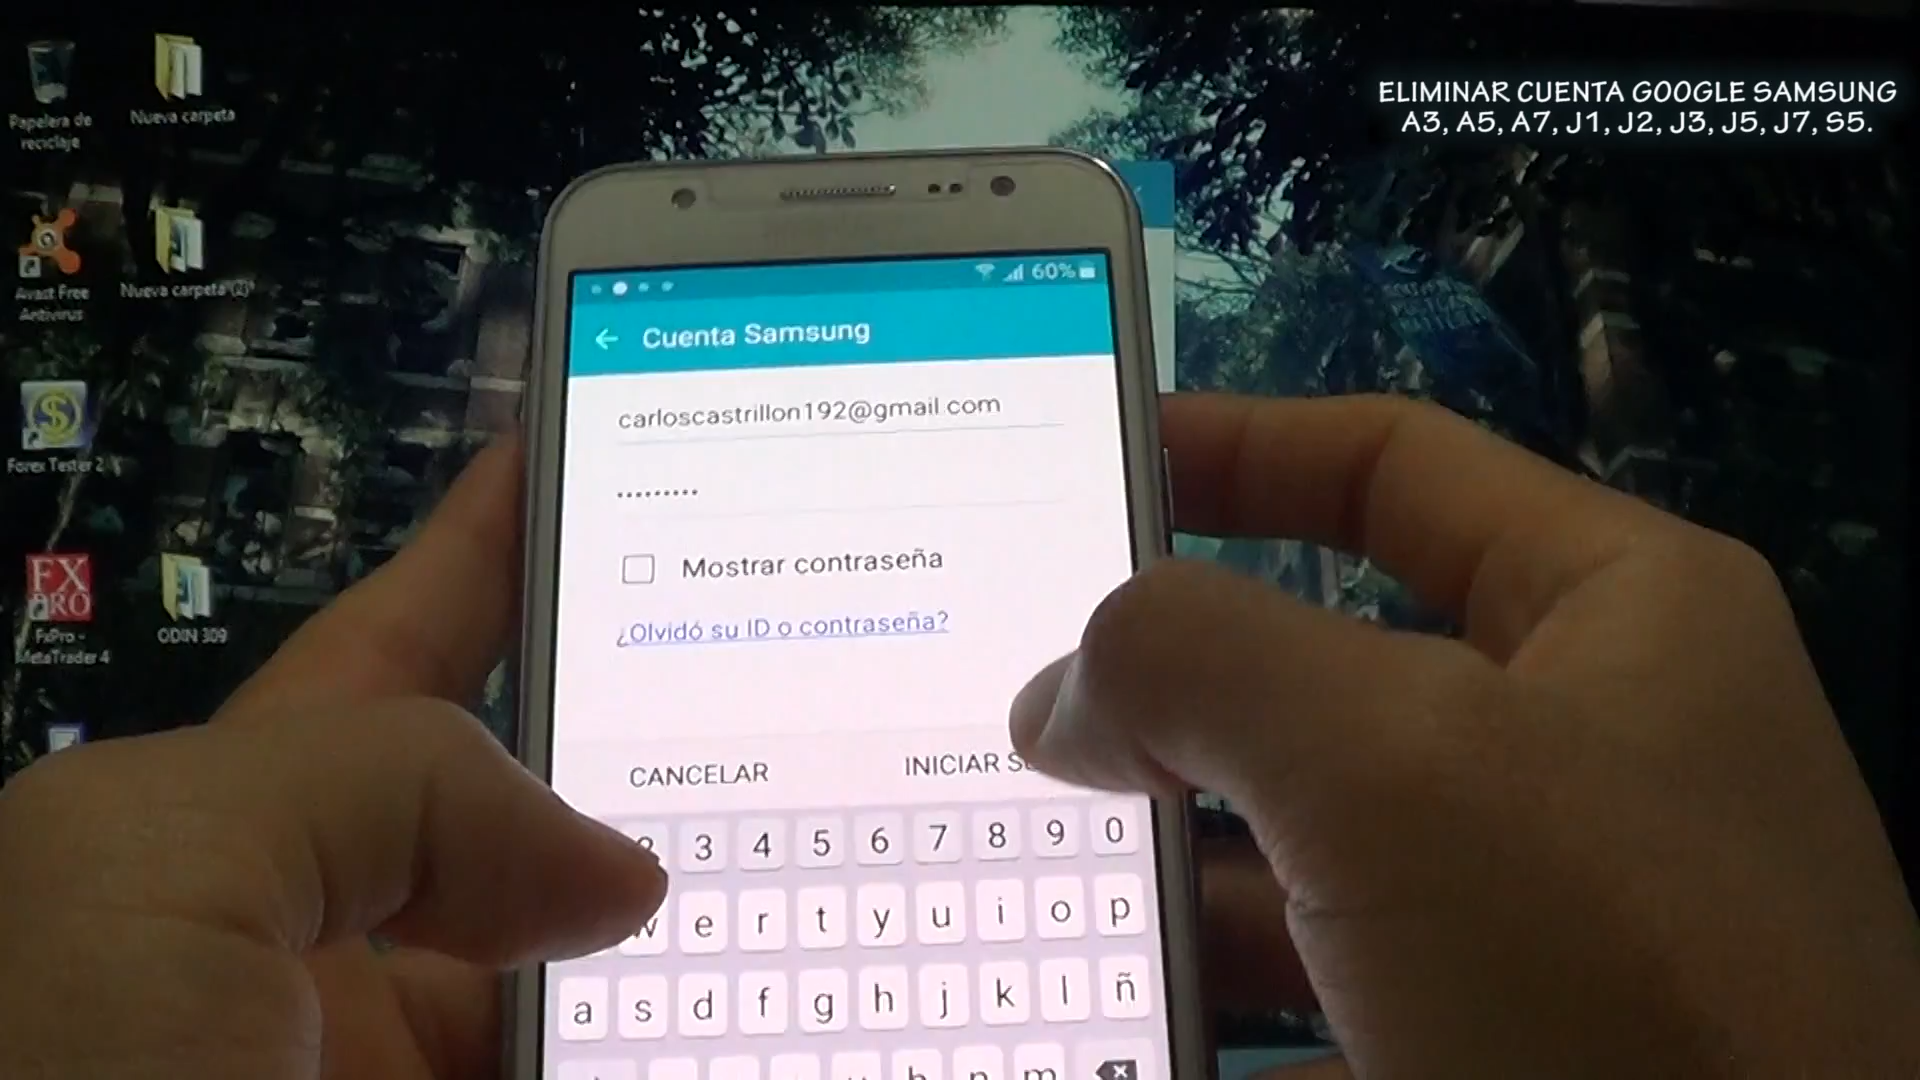 ELIMINAR CUENTA GOOGLE SAMSUNG
A3, A5, A7, J1, J2, J3, J5, J7, S5.
Papelera de
reciclaje
Nueva carpeta
Avast Free
Antivirus
Nueva carpeta (2)
Forex Tester 2
FX
PRO
FxPro -
MetaTrader 4
ODIN 309
60%
Cuenta Samsung
carloscastrillon192@gmail.com
•••••••••
Mostrar contraseña
¿Olvidó su ID o contraseña?
CANCELAR
INICIAR
3 4 5 6 7 8 9 0
w e r t y u i o p
a s d f g h j k l ñ
b n m